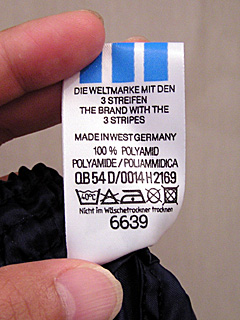 DIE WELTMARKE MIT DEN
3 STREIFEN
THE BRAND WITH THE
3 STRIPES
MADE IN WEST GERMANY
100 % POLYAMID
POLYAMIDE / POLIAMMIDICA
QB 54 D/0014 H 2169
Nicht im Wäschetrockner trocknen
6639